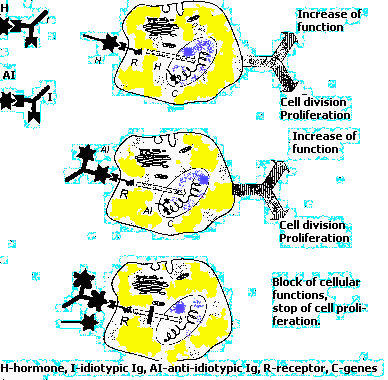 H
Increase of
function
H
R
H
AI
I
Cell division
Proliferation
Increase of
function
AI
R
AI
Cell division
Proliferation
Block of cellular
functions,
stop of cell proli-
feration.
R
H-hormone, I-idiotypic Ig, AI-anti-idiotypic Ig, R-receptor, C-genes